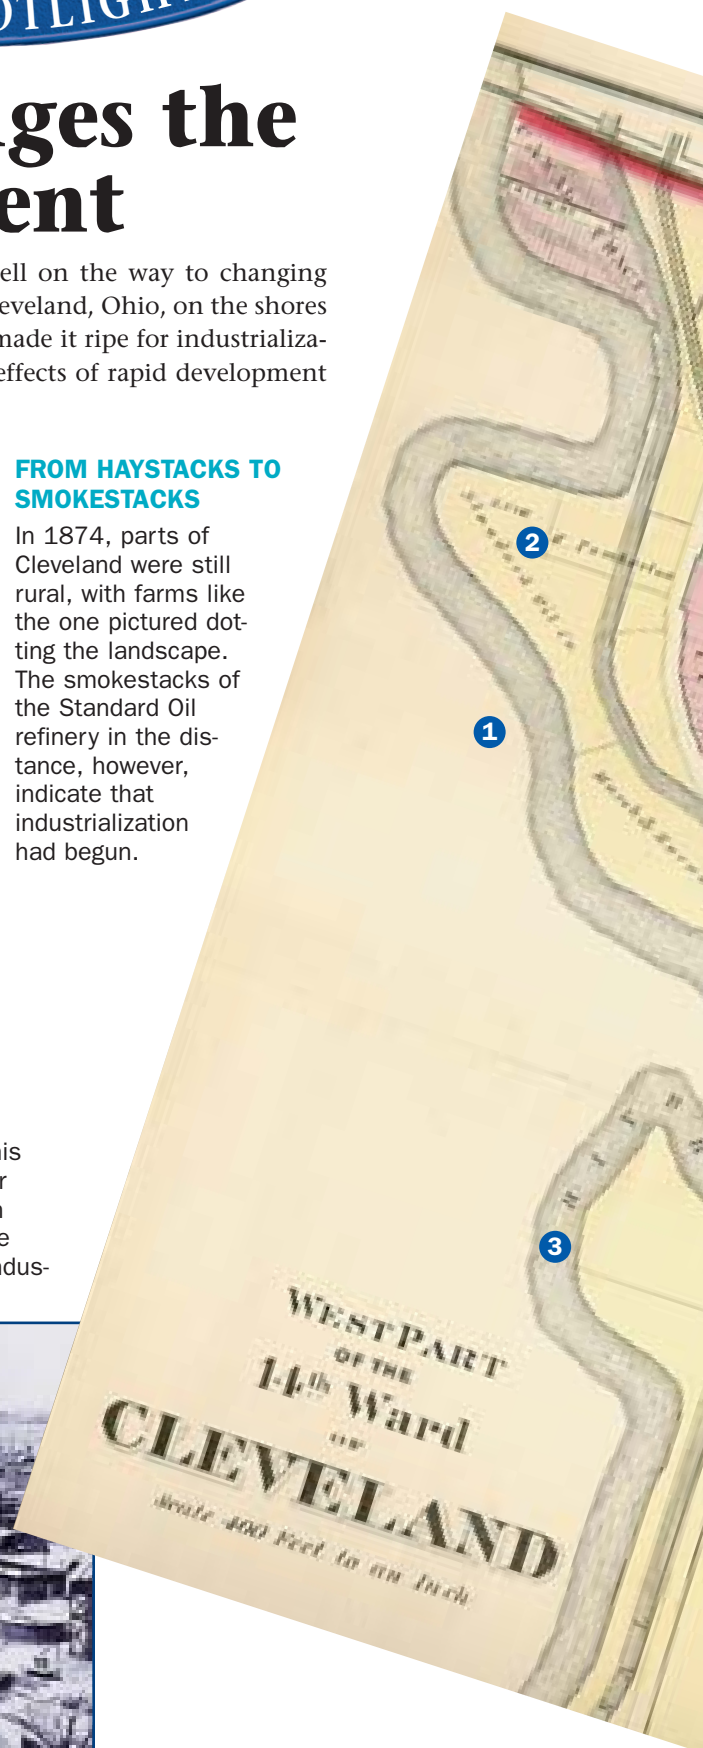 OTLIGH
ges the
ent
ell on the way to changing
eveland, Ohio, on the shores
made it ripe for industrializa-
effects of rapid development
FROM HAYSTACKS TO
SMOKESTACKS
In 1874, parts of
Cleveland were still
rural, with farms like
the one pictured dot-
ting the landscape.
The smokestacks of
the Standard Oil
refinery in the dis-
tance, however,
indicate that
industrialization
had begun.
2
1
his
r
n
e
ndus-
3
WEST PART
OF THE
14th Ward
OF
CLEVELAND
Scale 400 Feet to an Inch